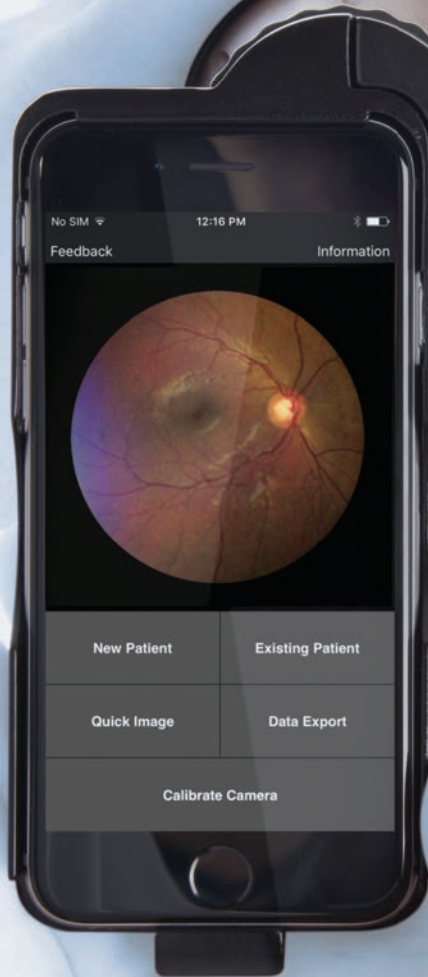 No SIM 12:16 PM
Feedback Information
New Patient Existing Patient
Quick Image Data Export
Calibrate Camera